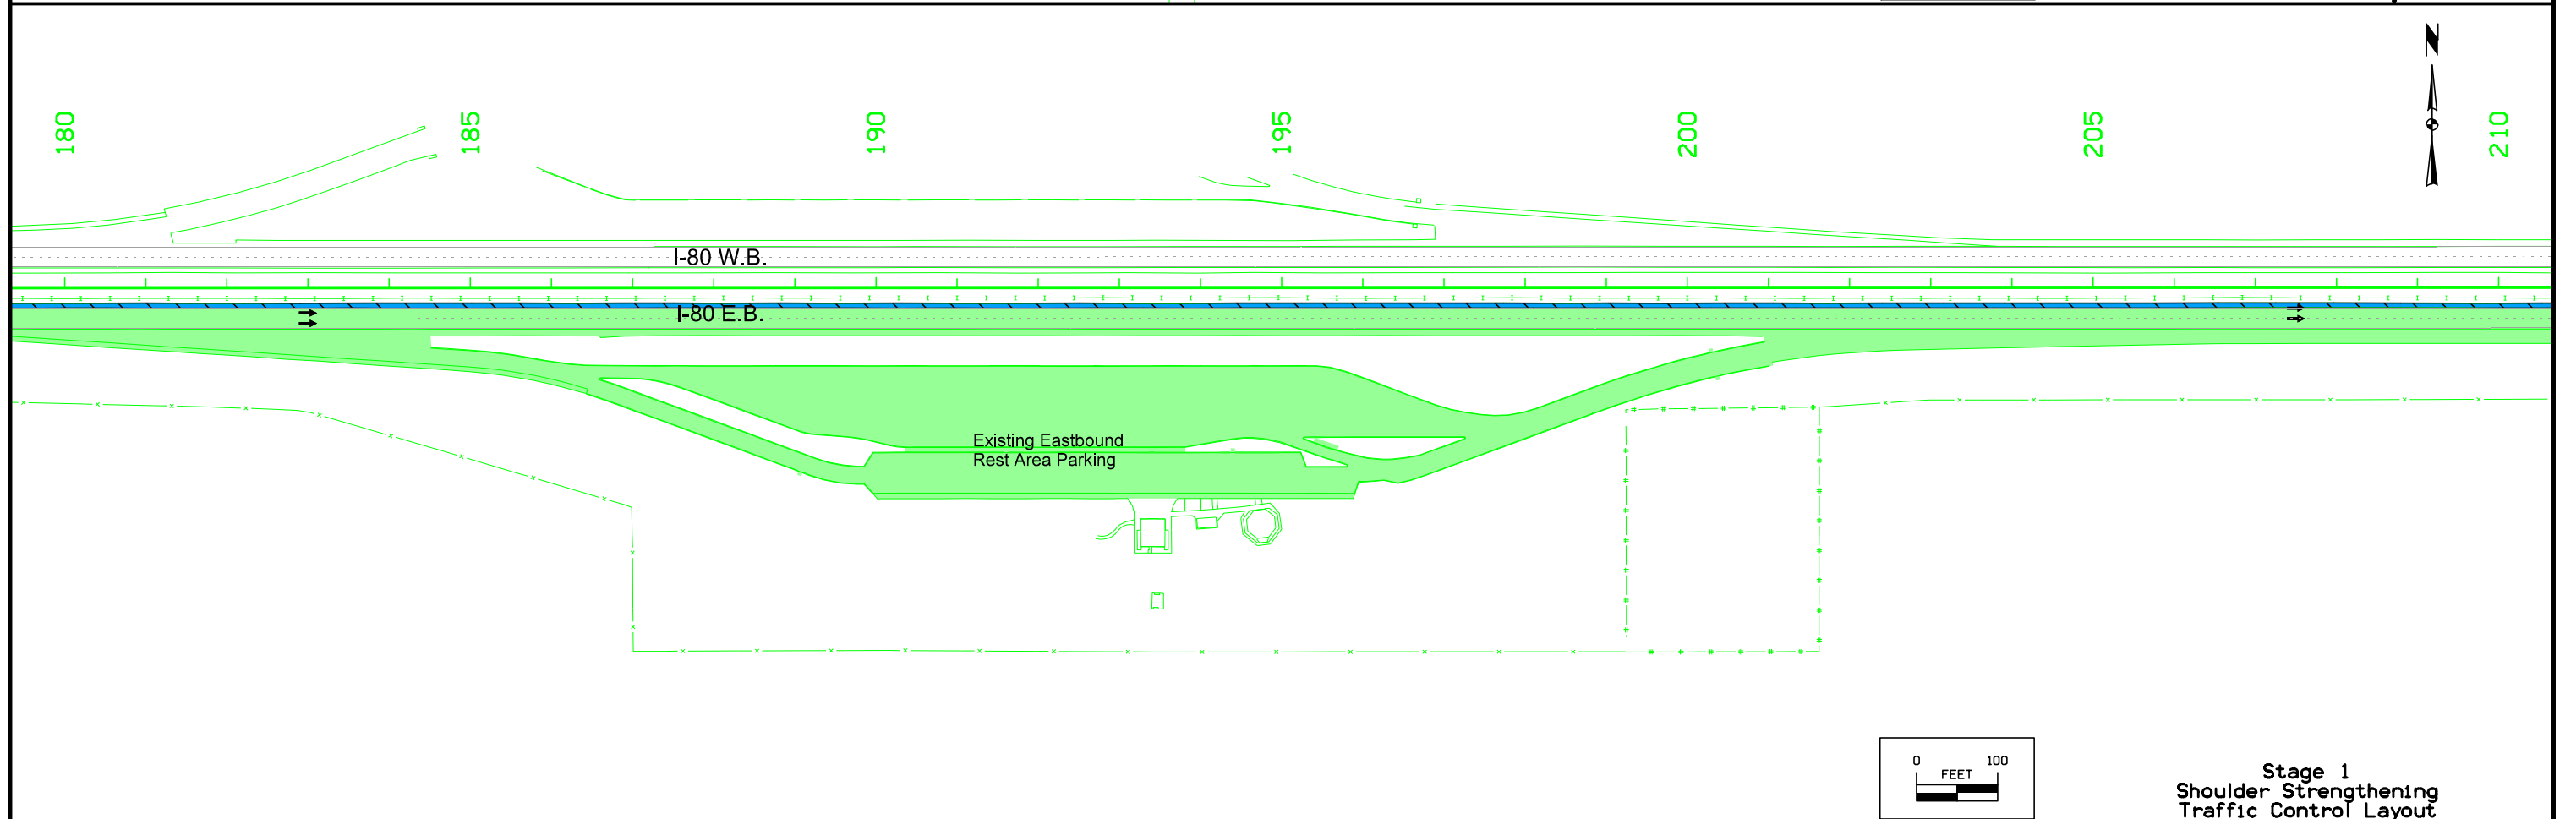 N
180 185 190 195 200 205 210
I-80 W.B.
I-80 E.B.
Existing Eastbound
Rest Area Parking
0 100
FEET
Stage 1
Shoulder Strengthening
Traffic Control Layout